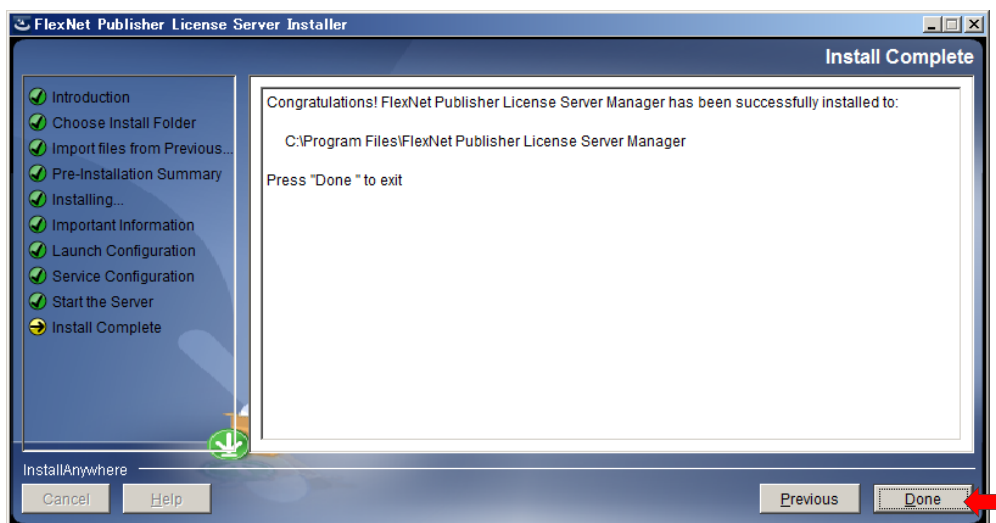 FlexNet Publisher License Server Installer
Install Complete
Introduction
Choose Install Folder
Import files from Previous...
Pre-Installation Summary
Installing...
Important Information
Launch Configuration
Service Configuration
Start the Server
Install Complete
Congratulations! FlexNet Publisher License Server Manager has been successfully installed to:
C:\Program Files\FlexNet Publisher License Server Manager
Press "Done " to exit
InstallAnywhere
Cancel Help Previous Done